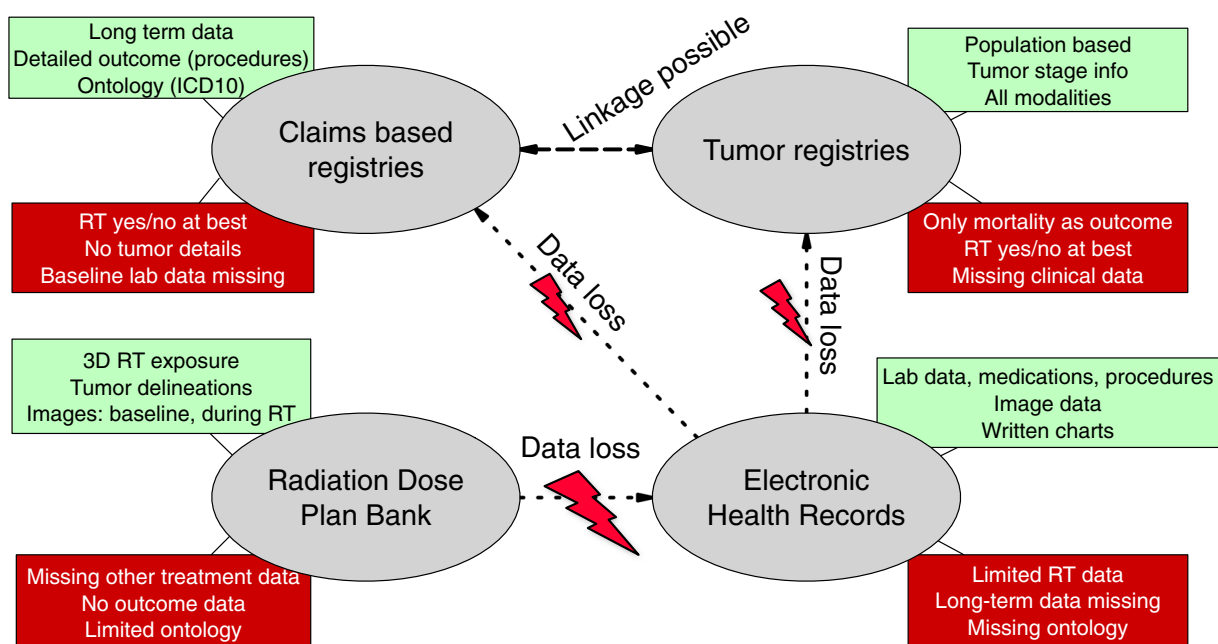 Long term data
Detailed outcome (procedures)
Ontology (ICD10)
Claims based
registries
RT yes/no at best
No tumor details
Baseline lab data missing
Linkage possible
Population based
Tumor stage info
All modalities
Tumor registries
Only mortality as outcome
RT yes/no at best
Missing clinical data
Data loss
Data loss
3D RT exposure
Tumor delineations
Images: baseline, during RT
Radiation Dose
Plan Bank
Missing other treatment data
No outcome data
Limited ontology
Data loss
Lab data, medications, procedures
Image data
Written charts
Electronic
Health Records
Limited RT data
Long-term data missing
Missing ontology